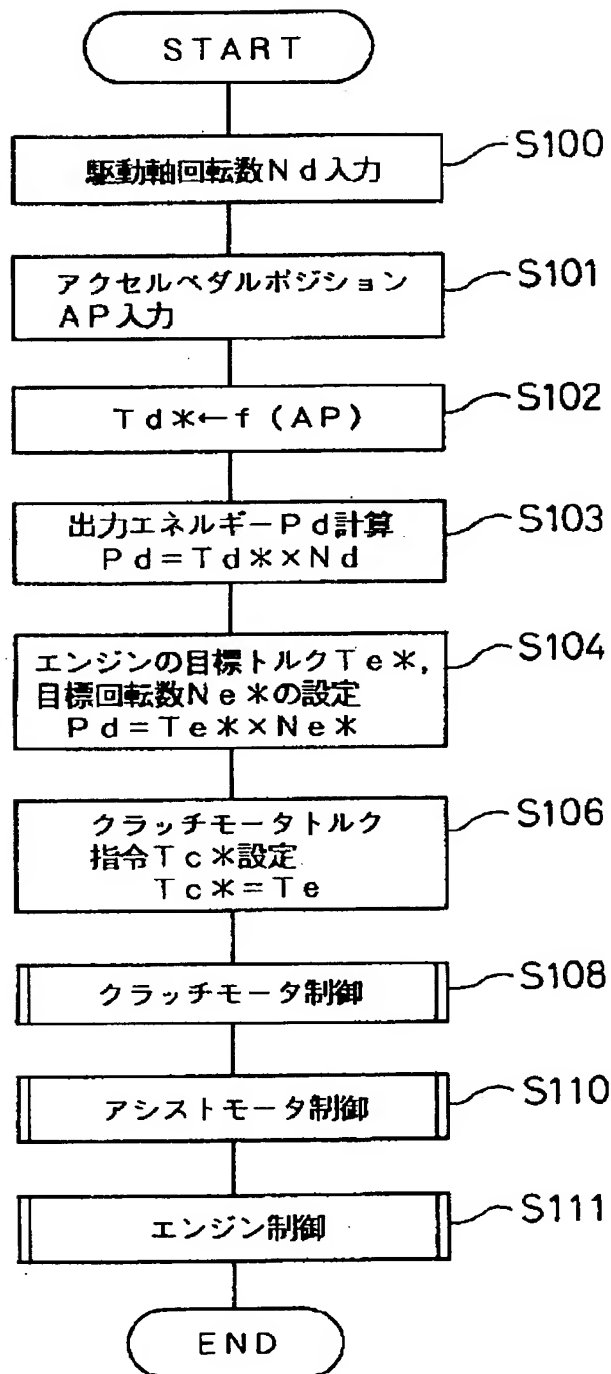 START
駆動軸回転数Nd入力
S100
アクセルペダルポジション
AP入力
S101
Td*←f(AP)
S102
出力エネルギーPd計算
Pd=Td*×Nd
S103
エンジンの目標トルクTe*,
目標回転数Ne*の設定
Pd=Te*×Ne*
S104
クラッチモータトルク
指令Tc*設定
Tc*=Te
S106
クラッチモータ制御
S108
アシストモータ制御
S110
エンジン制御
S111
END